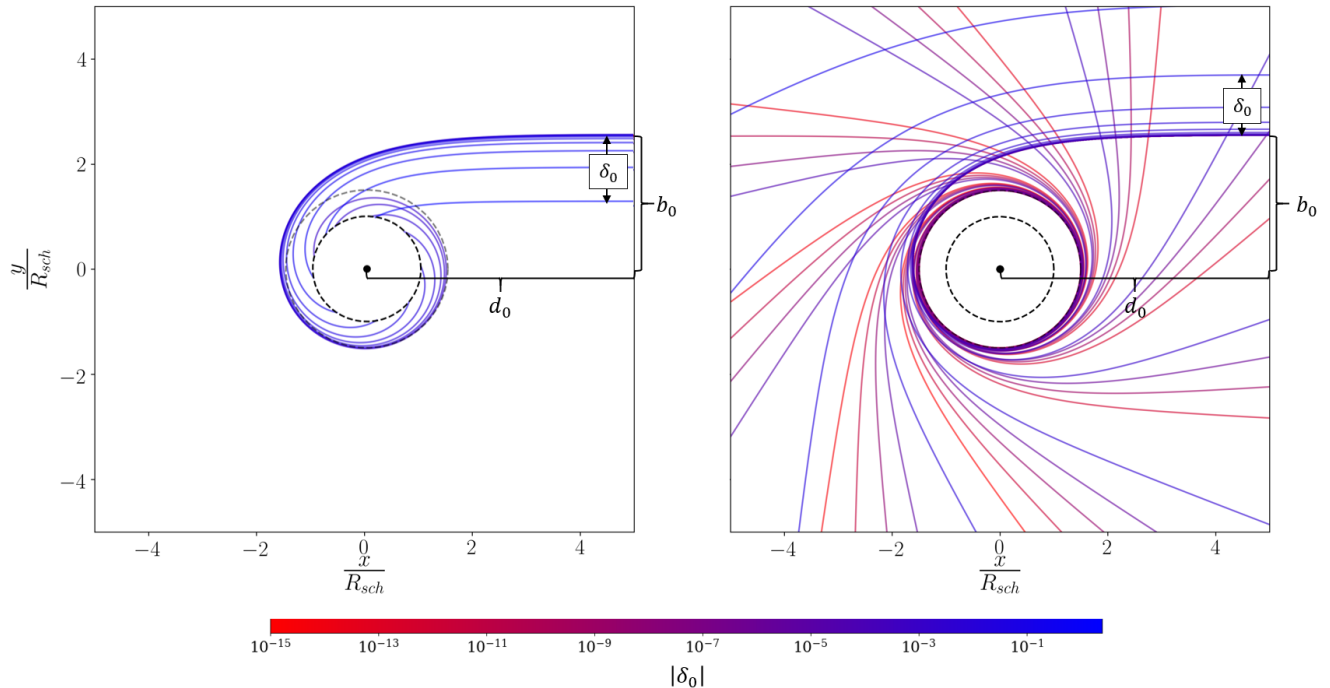 4
2
0
−2
−4
y
R_sch
−4
−2
0
2
4
x
R_sch
δ₀
b₀
d₀
−4
−2
0
2
4
x
R_sch
δ₀
b₀
d₀
10⁻¹⁵
10⁻¹³
10⁻¹¹
10⁻⁹
10⁻⁷
10⁻⁵
10⁻³
10⁻¹
|δ₀|